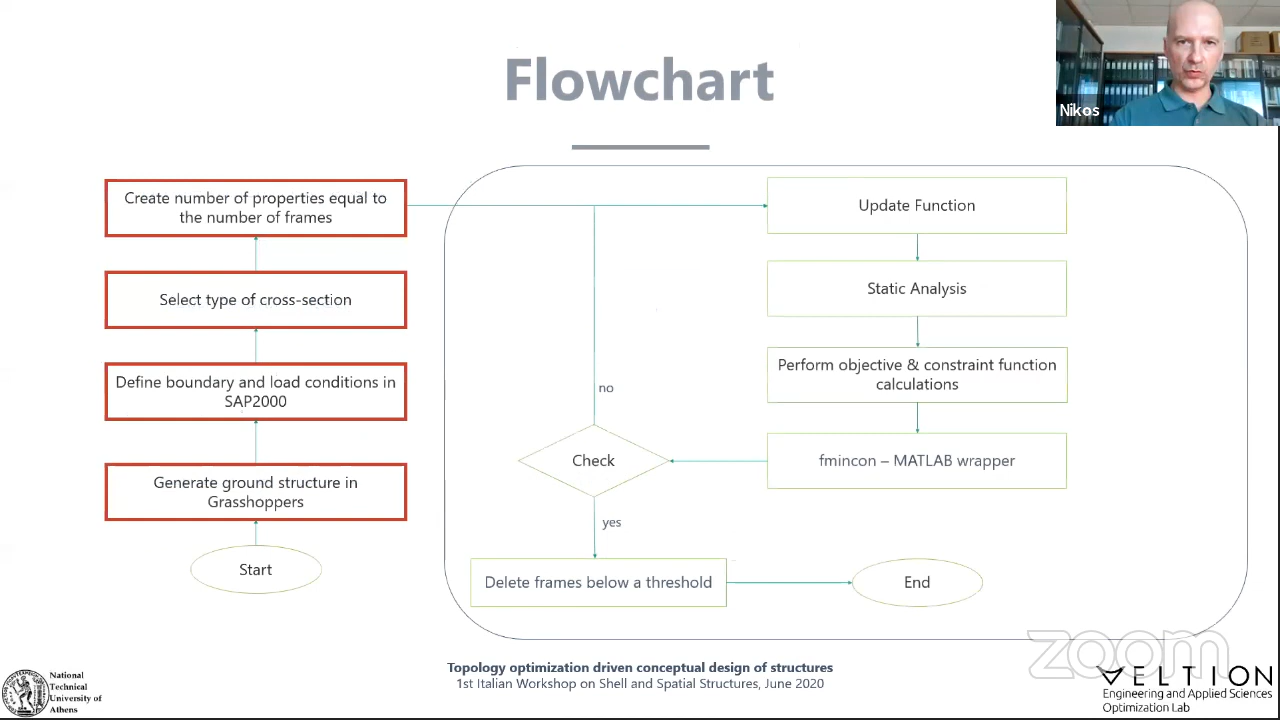 Flowchart
Nikos
Create number of properties equal to
the number of frames
Select type of cross-section
Define boundary and load conditions in
SAP2000
Generate ground structure in
Grasshoppers
Start
Update Function
Static Analysis
Perform objective & constraint function
calculations
fmincon – MATLAB wrapper
no
Check
yes
Delete frames below a threshold
End
zoom
Topology optimization driven conceptual design of structures
1st Italian Workshop on Shell and Spatial Structures, June 2020
National
Technical
University of
Athens
VELTION
Engineering and Applied Sciences
Optimization Lab